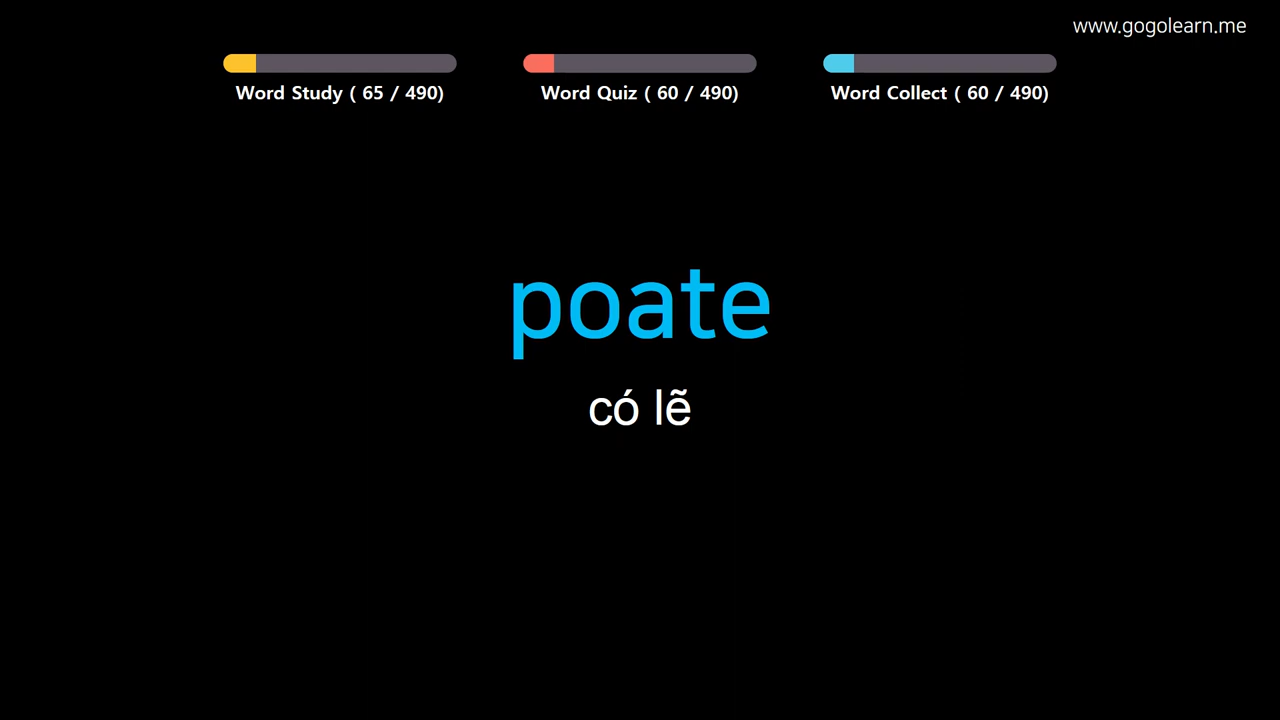 www.gogolearn.me
Word Study ( 65 / 490)
Word Quiz ( 60 / 490)
Word Collect ( 60 / 490)
poate
có lẽ